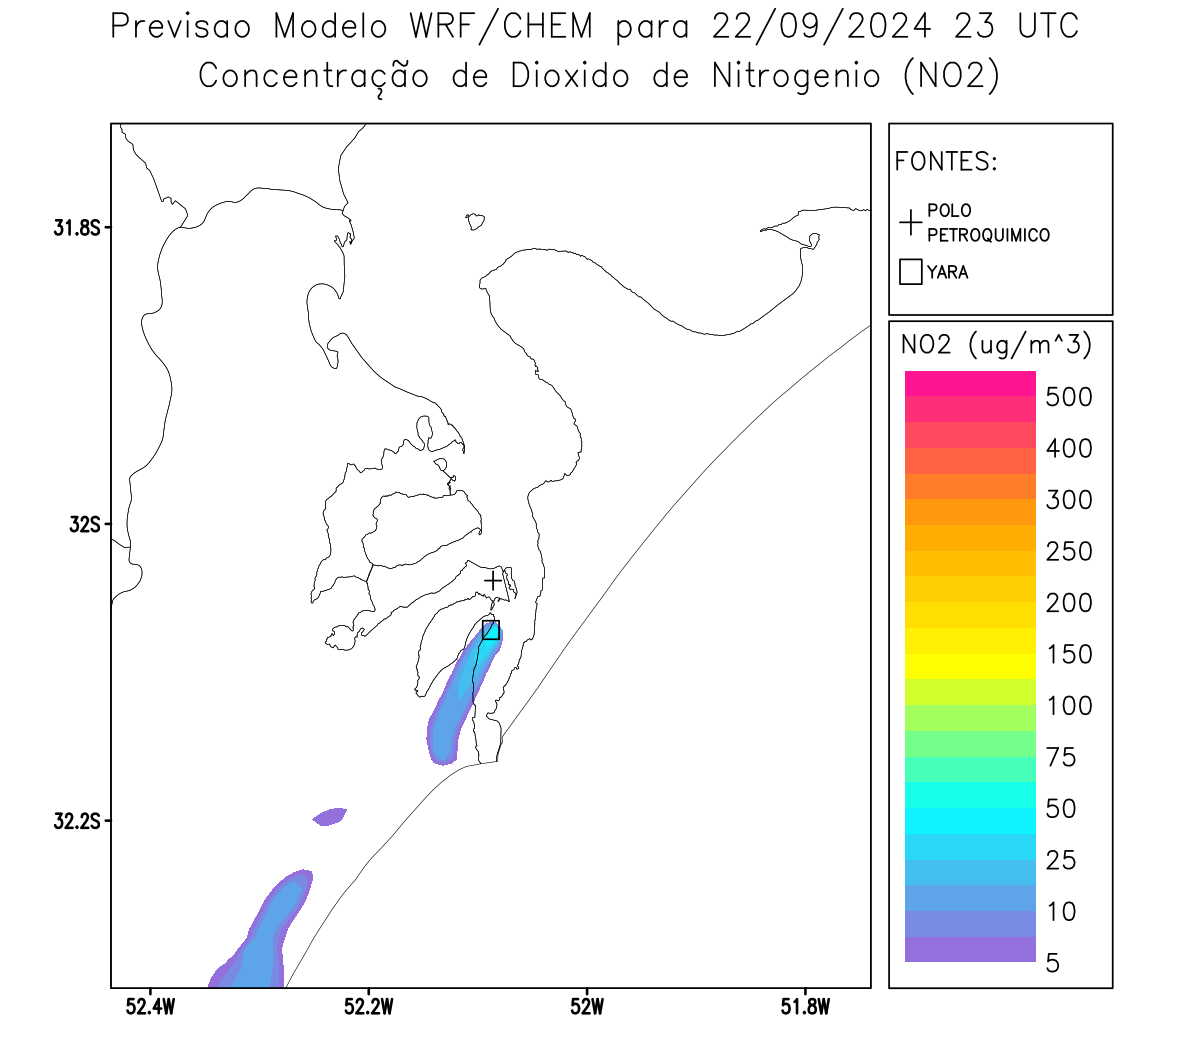 Previsao Modelo WRF/CHEM para 22/09/2024 23 UTC
Concentração de Dioxido de Nitrogenio (NO2)
FONTES:
POLO
PETROQUIMICO
YARA
NO2 (ug/m^3)
500
400
300
250
200
150
100
75
50
25
10
5
31.8S
32S
32.2S
52.4W
52.2W
52W
51.8W